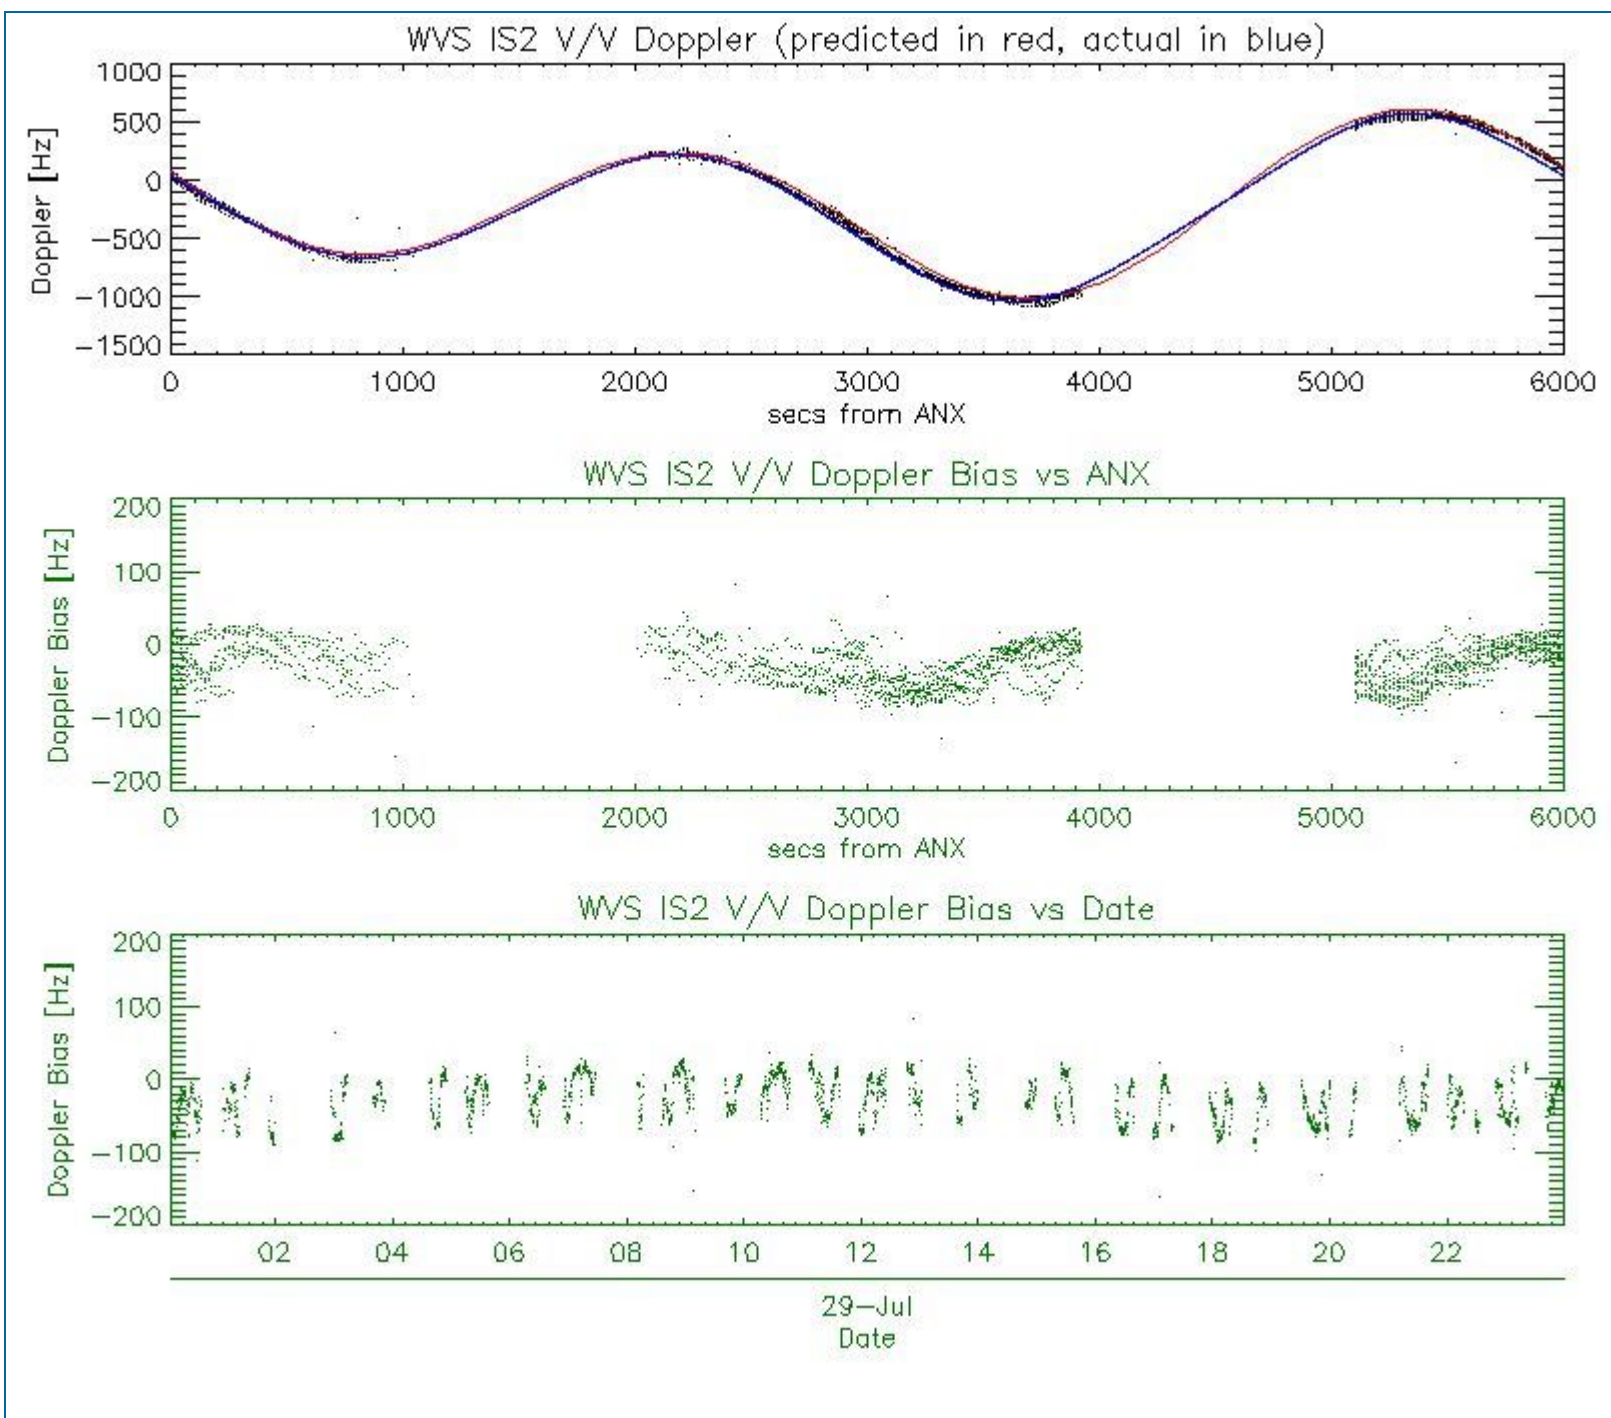 WVS IS2 V/V Doppler (predicted in red, actual in blue)
1000
500
0
−500
−1000
−1500
Doppler [Hz]
0 1000 2000 3000 4000 5000 6000
secs from ANX
WVS IS2 V/V Doppler Bias vs ANX
200
100
0
−100
−200
Doppler Bias [Hz]
0 1000 2000 3000 4000 5000 6000
secs from ANX
WVS IS2 V/V Doppler Bias vs Date
200
100
0
−100
−200
Doppler Bias [Hz]
02 04 06 08 10 12 14 16 18 20 22
29−Jul
Date